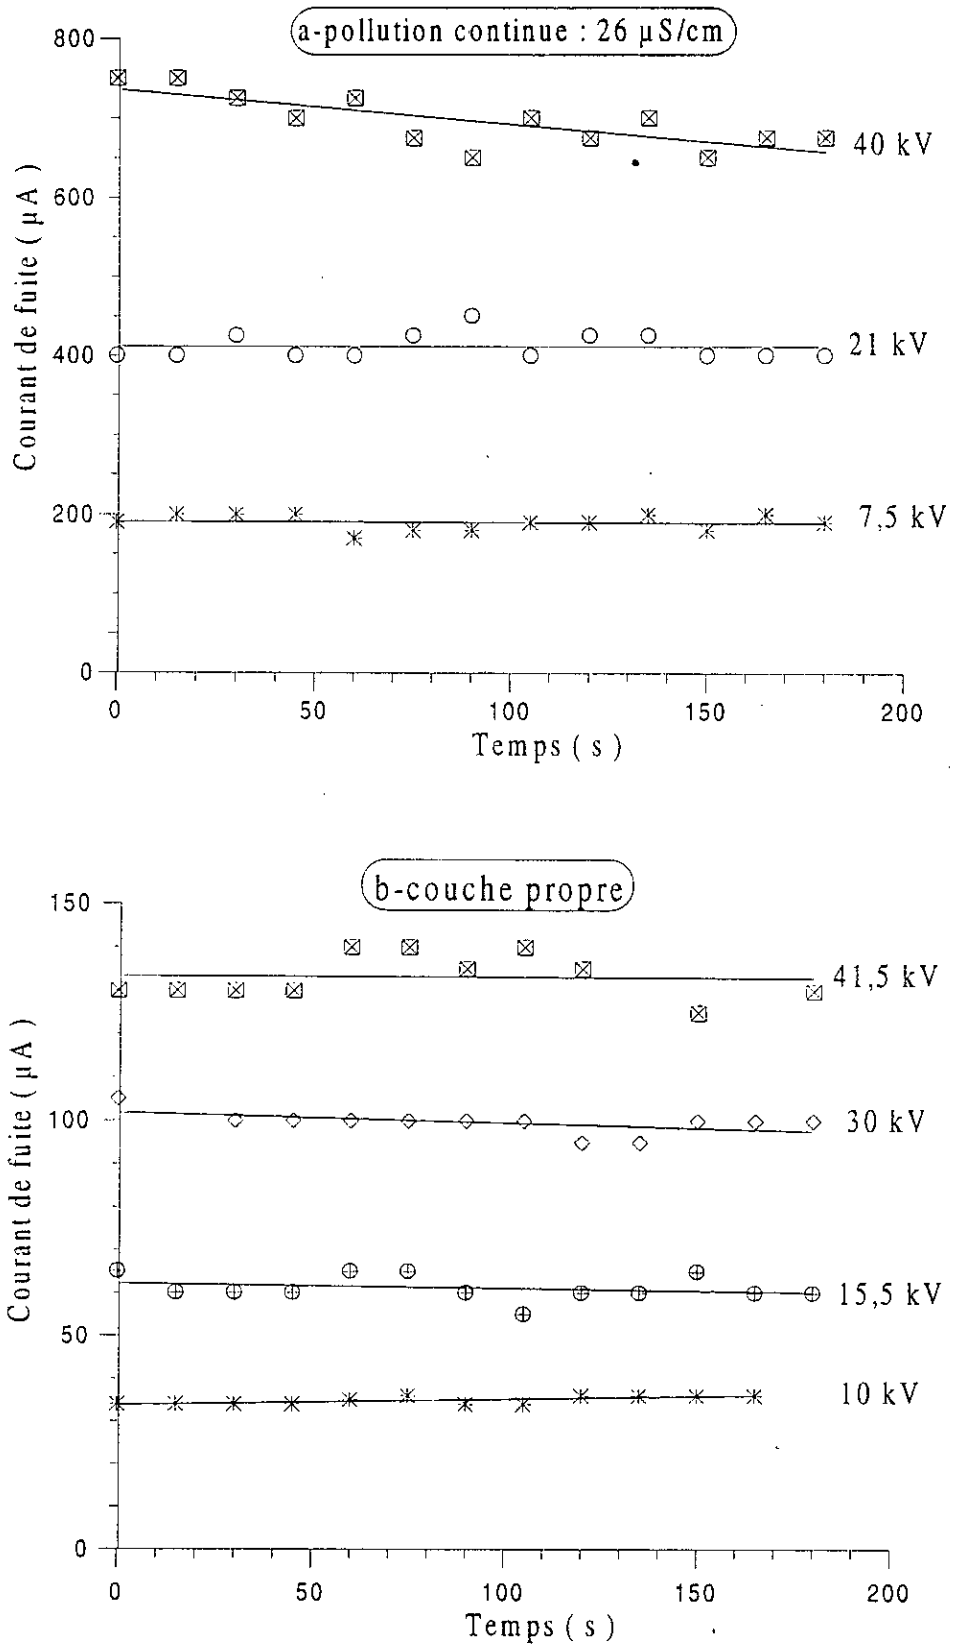 a-pollution continue : 26 µS/cm
800
600
400
200
0
Courant de fuite ( µA )
40 kV
21 kV
7,5 kV
0 50 100 150 200
Temps ( s )
b-couche propre
150
100
50
0
Courant de fuite ( µA )
41,5 kV
30 kV
15,5 kV
10 kV
0 50 100 150 200
Temps ( s )